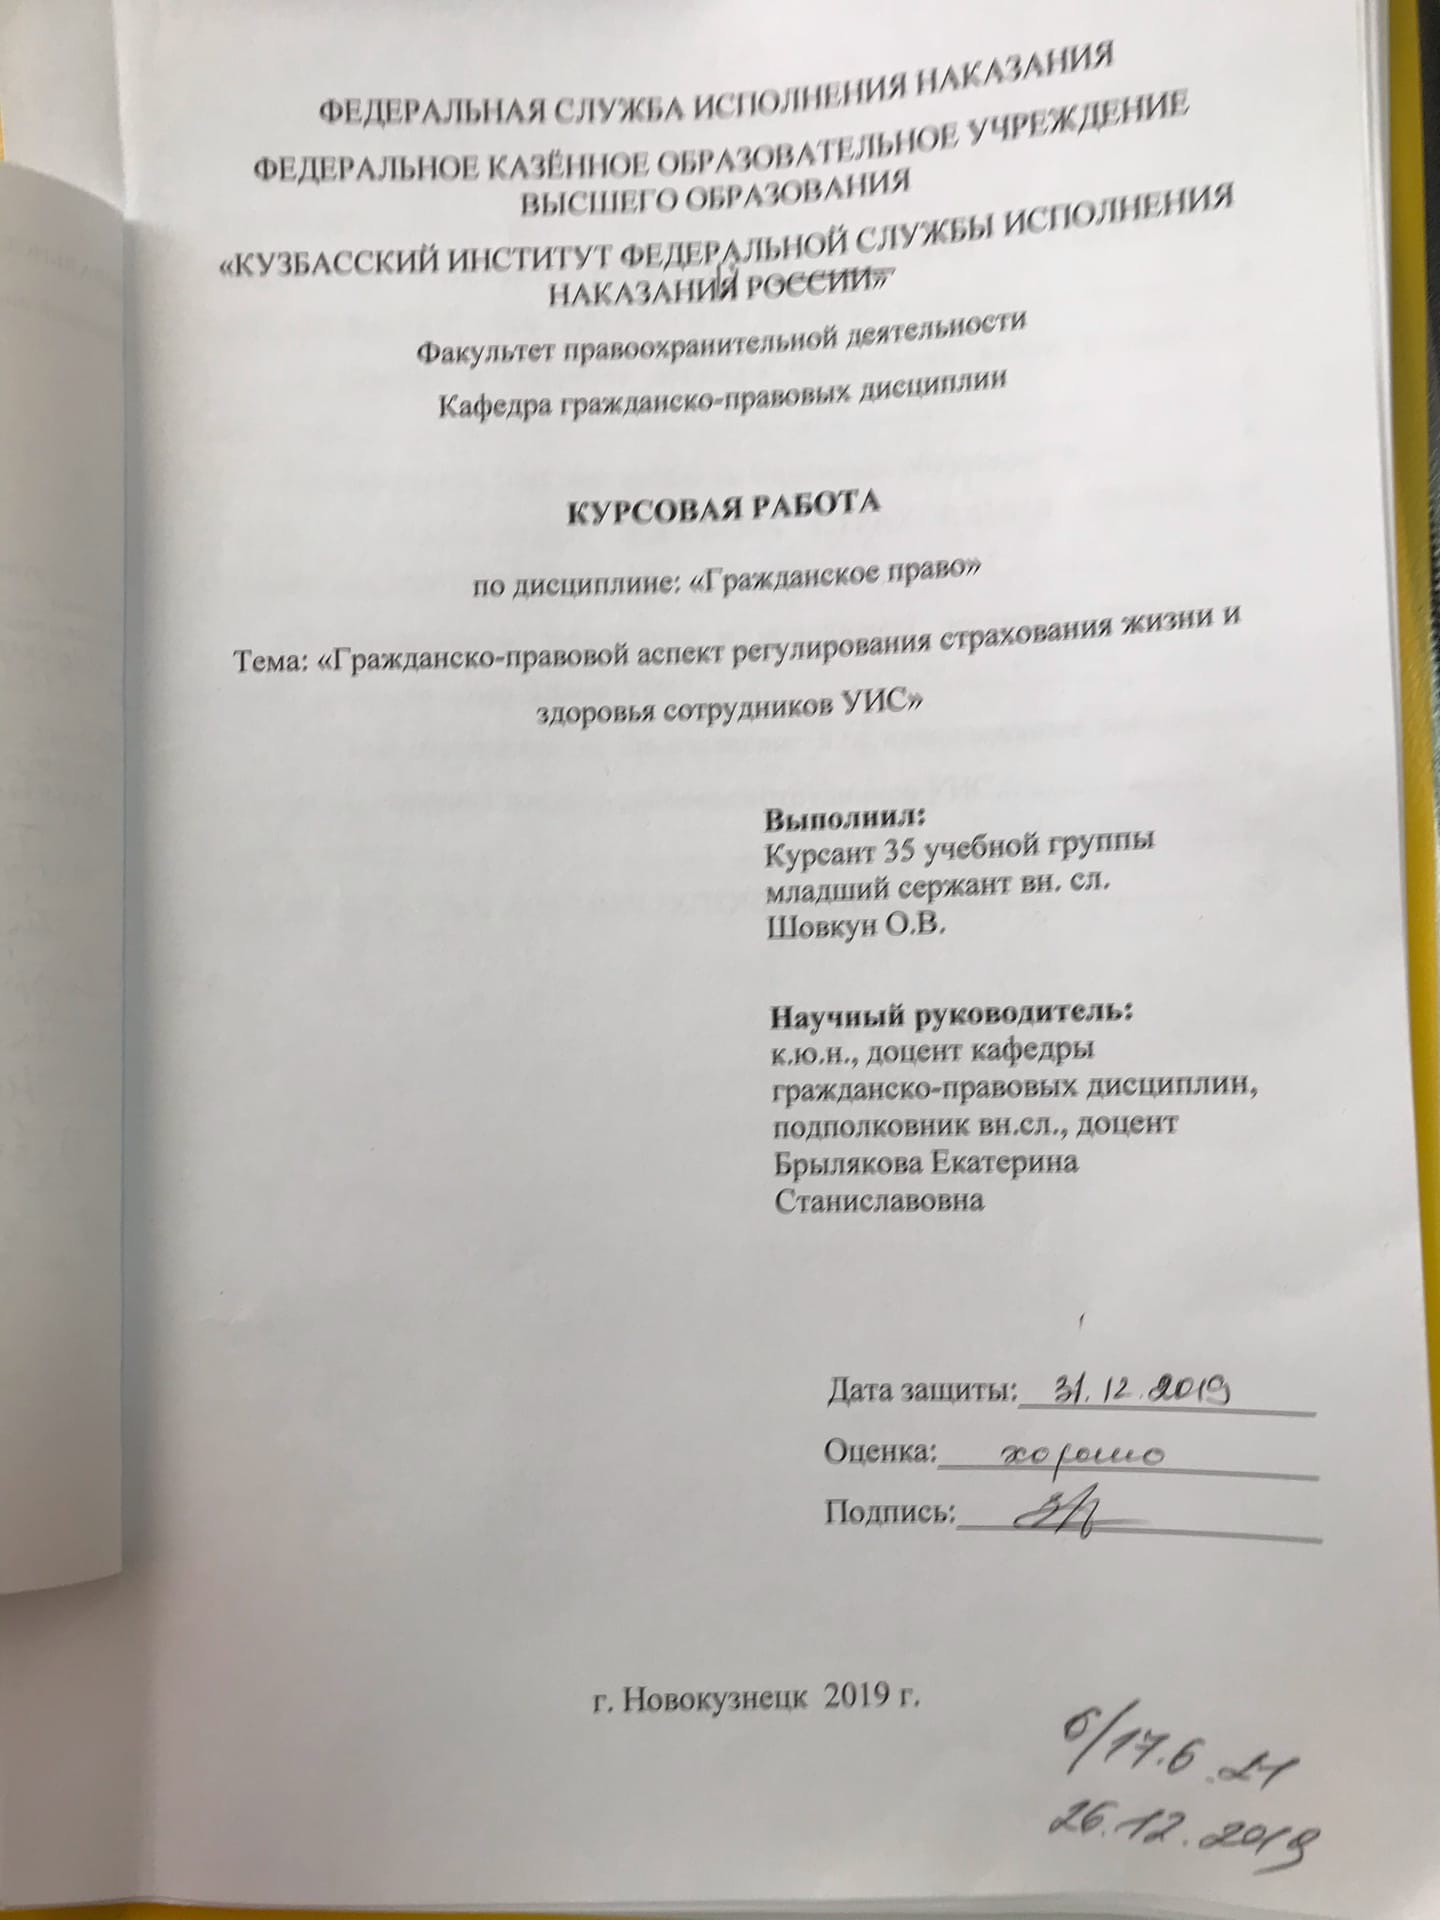 ФЕДЕРАЛЬНАЯ СЛУЖБА ИСПОЛНЕНИЯ НАКАЗАНИЯ
ФЕДЕРАЛЬНОЕ КАЗЁННОЕ ОБРАЗОВАТЕЛЬНОЕ УЧРЕЖДЕНИЕ
ВЫСШЕГО ОБРАЗОВАНИЯ
«КУЗБАССКИЙ ИНСТИТУТ ФЕДЕРАЛЬНОЙ СЛУЖБЫ ИСПОЛНЕНИЯ
НАКАЗАНИЯ РОССИИ»
Факультет правоохранительной деятельности
Кафедра гражданско-правовых дисциплин
КУРСОВАЯ РАБОТА
по дисциплине: «Гражданское право»
Тема: «Гражданско-правовой аспект регулирования страхования жизни и
здоровья сотрудников УИС»
Выполнил:
Курсант 35 учебной группы
младший сержант вн. сл.
Шовкун О.В.
Научный руководитель:
к.ю.н., доцент кафедры
гражданско-правовых дисциплин,
подполковник вн.сл., доцент
Брылякова Екатерина
Станиславовна
Дата защиты: 31.12.2019
Оценка: хорошо
Подпись:
г. Новокузнецк 2019 г.
б/17.6.21
26.12.2019